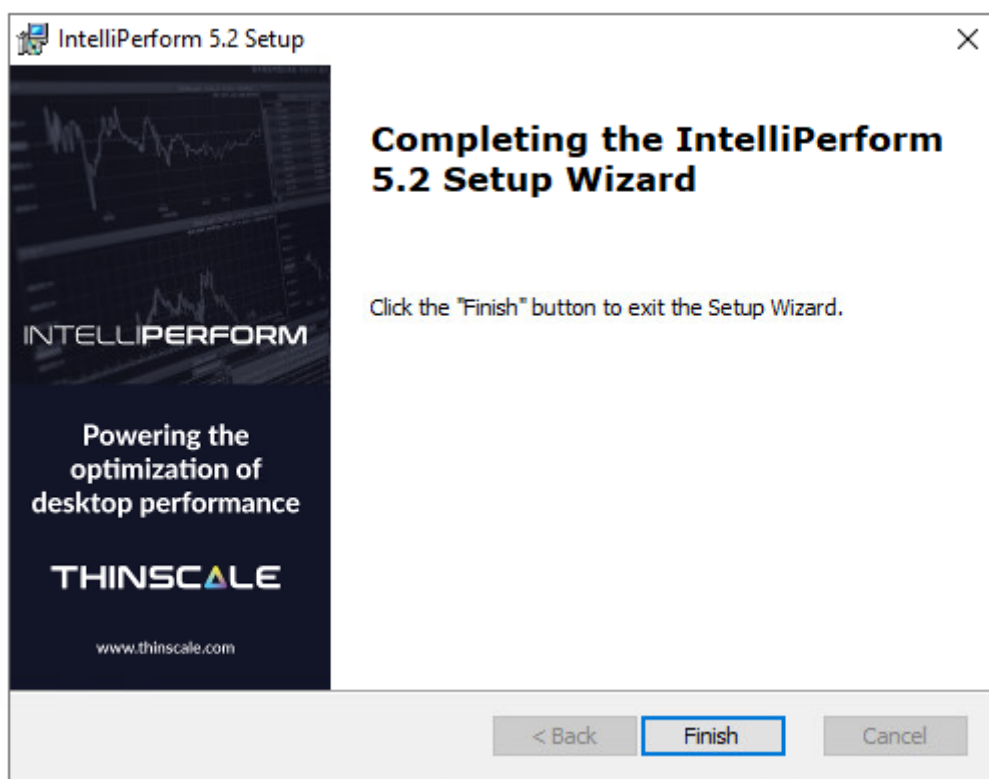 IntelliPerform 5.2 Setup
Completing the IntelliPerform
5.2 Setup Wizard
Click the "Finish" button to exit the Setup Wizard.
INTELLIPERFORM
Powering the
optimization of
desktop performance
THINSCALE
www.thinscale.com
< Back
Finish
Cancel